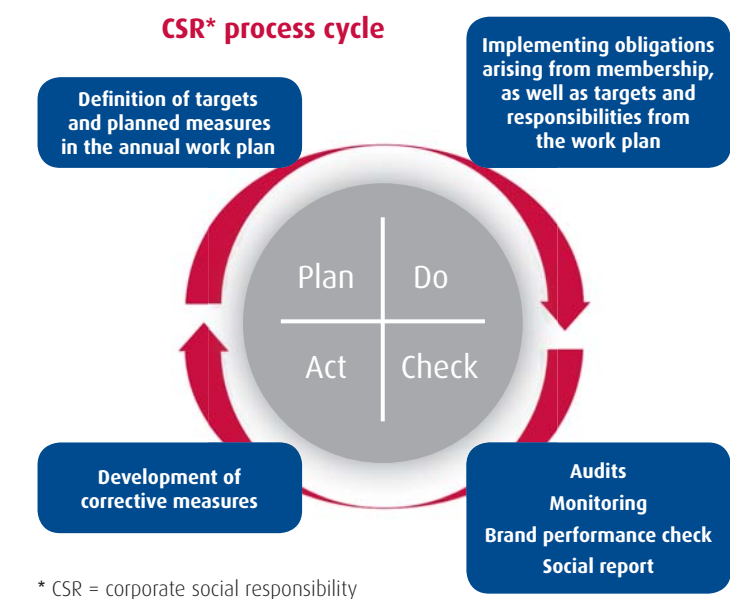 CSR* process cycle
Definition of targets
and planned measures
in the annual work plan
Implementing obligations
arising from membership,
as well as targets and
responsibilities from
the work plan
Plan
Do
Act
Check
Development of
corrective measures
Audits
Monitoring
Brand performance check
Social report
* CSR = corporate social responsibility